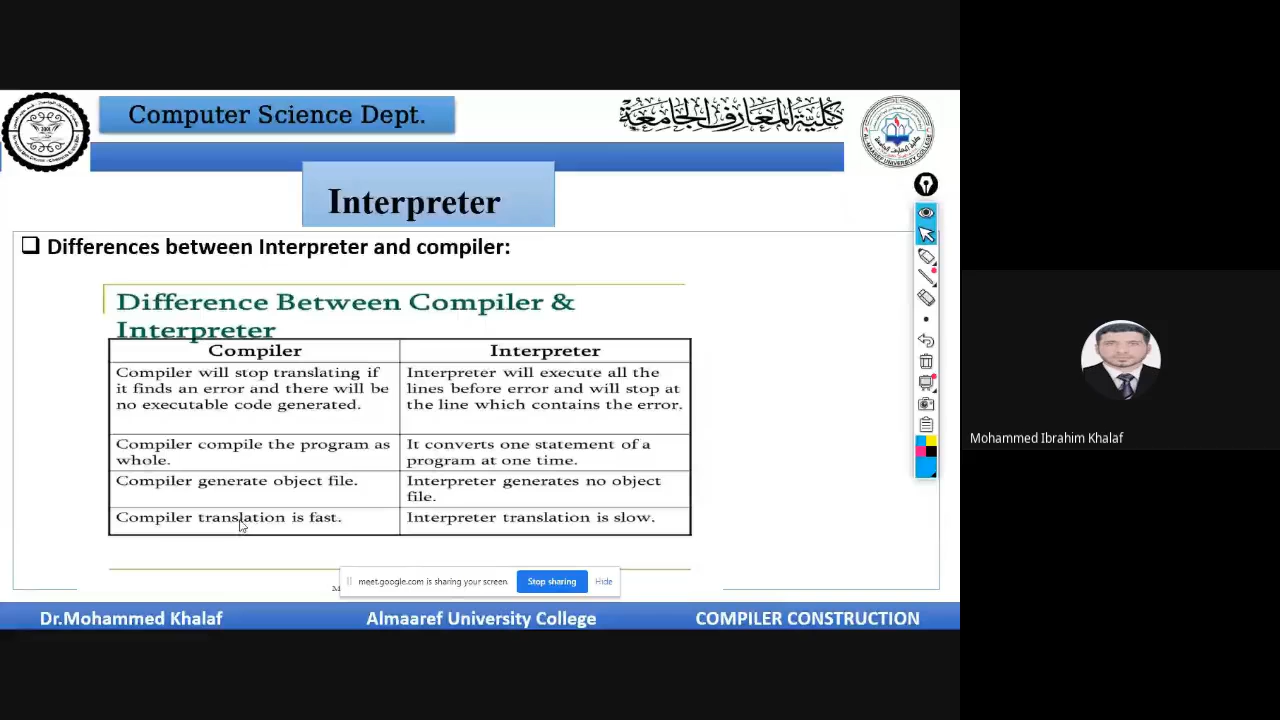 Computer Science Dept.
كلية المعارف الجامعة
Interpreter
Differences between Interpreter and compiler:
Difference Between Compiler &
Interpreter
Compiler
Interpreter
Compiler will stop translating if
it finds an error and there will be
no executable code generated.
Interpreter will execute all the
lines before error and will stop at
the line which contains the error.
Compiler compile the program as
whole.
It converts one statement of a
program at one time.
Compiler generate object file.
Interpreter generates no object
file.
Compiler translation is fast.
Interpreter translation is slow.
meet.google.com is sharing your screen
Stop sharing
Hide
Dr.Mohammed Khalaf
Almaaref University College
COMPILER CONSTRUCTION
Mohammed Ibrahim Khalaf